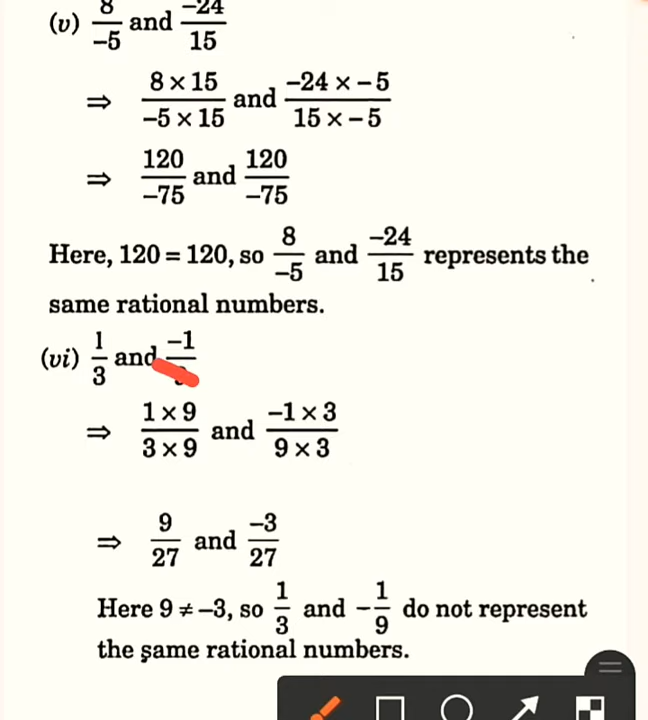 (v) 8/-5 and -24/15
⇒ 8 × 15/-5 × 15 and -24 × -5/15 × -5
⇒ 120/-75 and 120/-75
Here, 120 = 120, so 8/-5 and -24/15 represents the
same rational numbers.
(vi) 1/3 and -1/
⇒ 1 × 9/3 × 9 and -1 × 3/9 × 3
⇒ 9/27 and -3/27
Here 9 ≠ -3, so 1/3 and -1/9 do not represent
the same rational numbers.